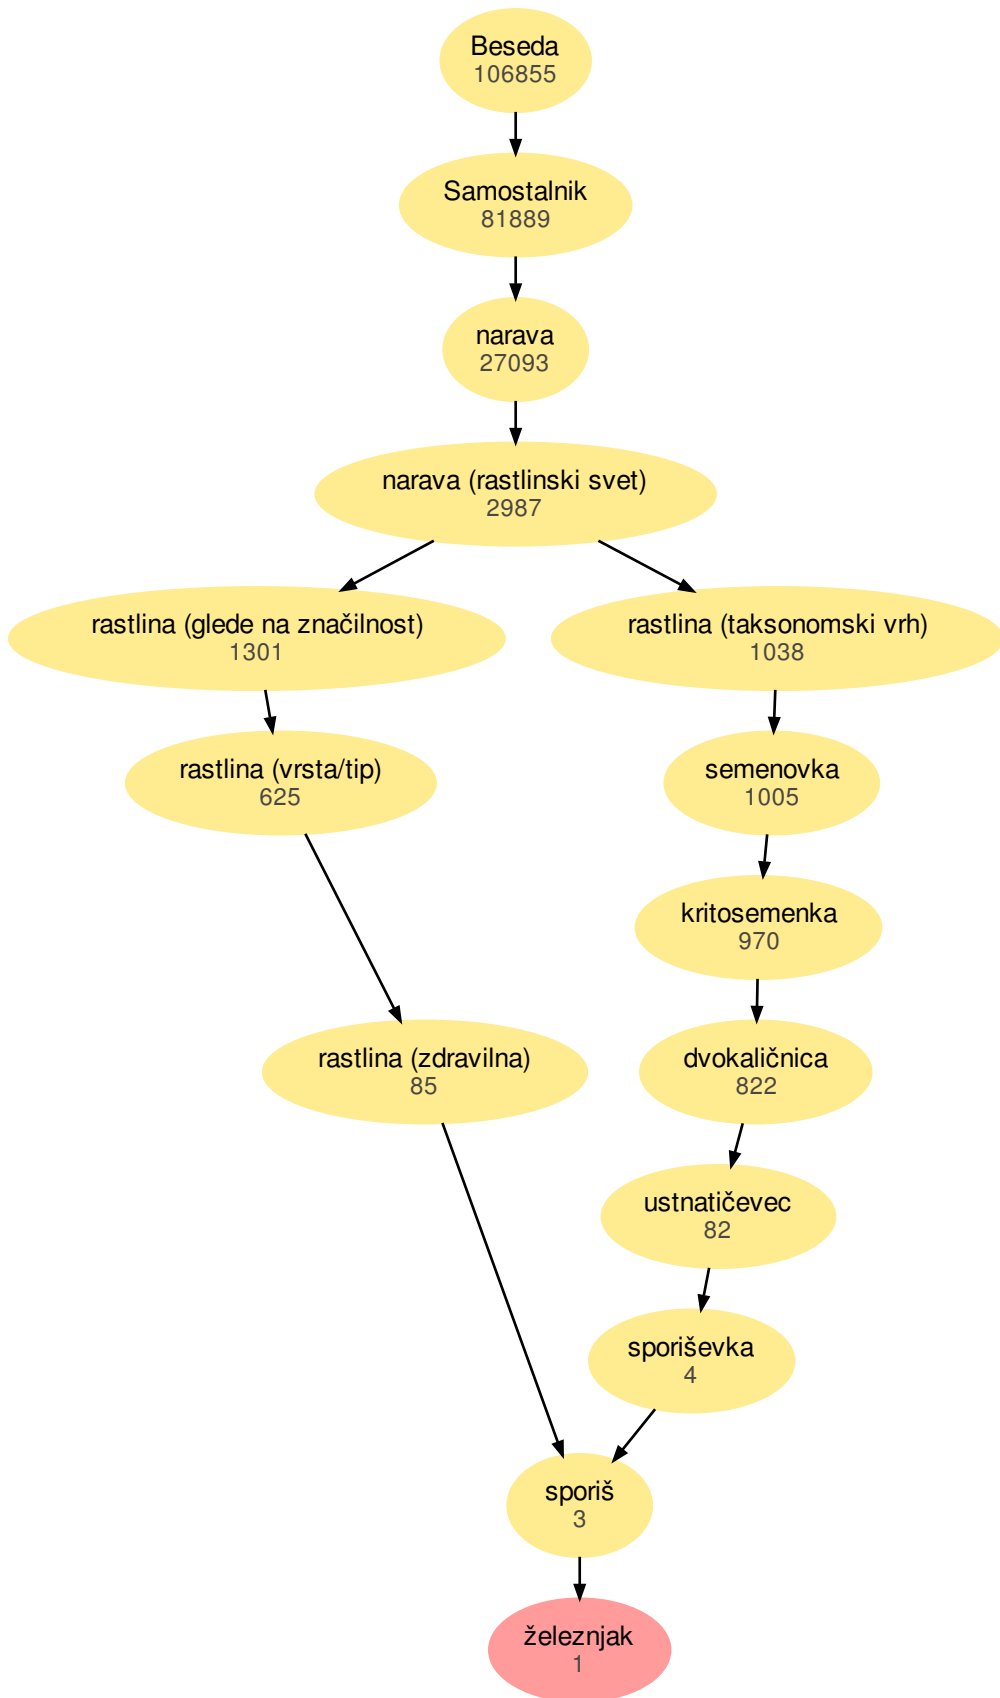 Beseda
106855
Samostalnik
81889
narava
27093
narava (rastlinski svet)
2987
rastlina (glede na značilnost)
1301
rastlina (taksonomski vrh)
1038
rastlina (vrsta/tip)
625
semenovka
1005
kritosemenka
970
rastlina (zdravilna)
85
dvokaličnica
822
ustnatičevec
82
sporiševka
4
sporiš
3
železnjak
1